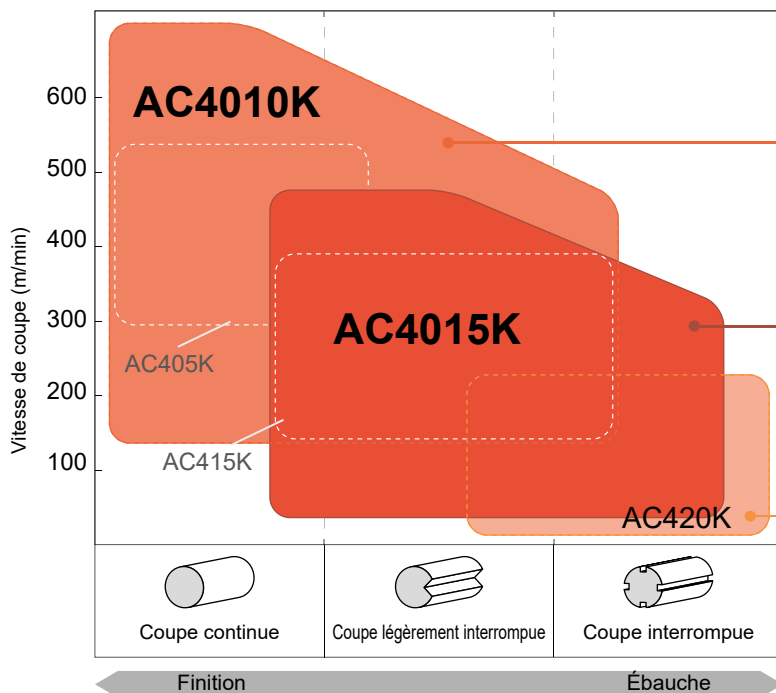 600
AC4010K
500
400
300
AC4015K
AC405K
200
AC415K
100
AC420K
Vitesse de coupe (m/min)
Coupe continue
Coupe légèrement interrompue
Coupe interrompue
Finition
Ébauche